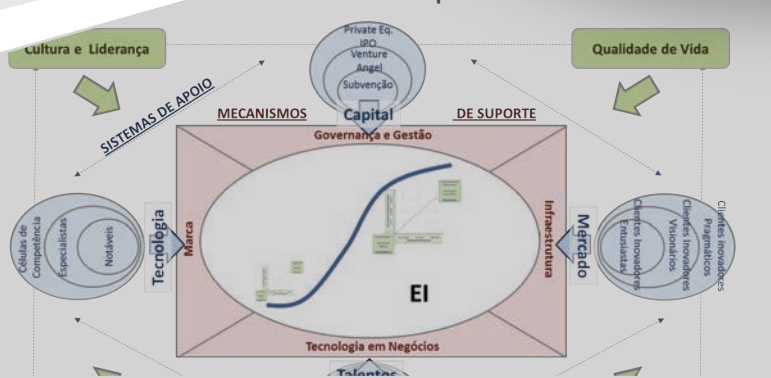 Cultura e Liderança
Private Eq.
IPO
Venture
Angel
Subvenção
Qualidade de Vida
SISTEMAS DE APOIO
MECANISMOS
Capital
DE SUPORTE
Governança e Gestão
Células de
Competência
Especialistas
Notáveis
Tecnologia
Marca
EI
Infraestrutura
Mercado
Clientes Inovadores
Entusiastas
Clientes Inovadores
Visionários
Clientes inovadores
Pragmáticos
Tecnologia em Negócios
Talentos